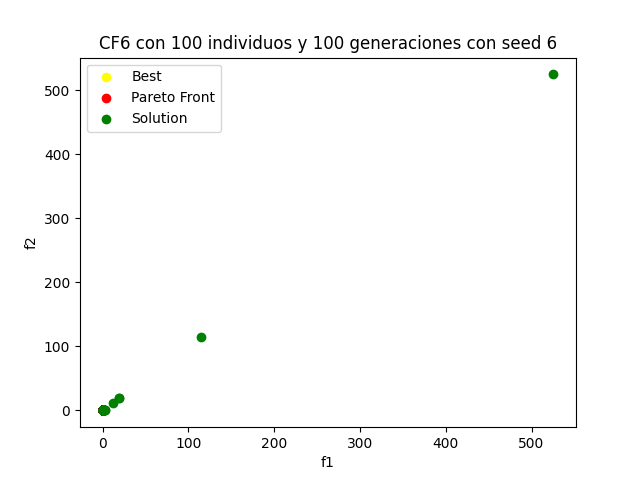 CF6 con 100 individuos y 100 generaciones con seed 6
Best
Pareto Front
Solution
500
400
300
200
100
0
f2
0 100 200 300 400 500
f1